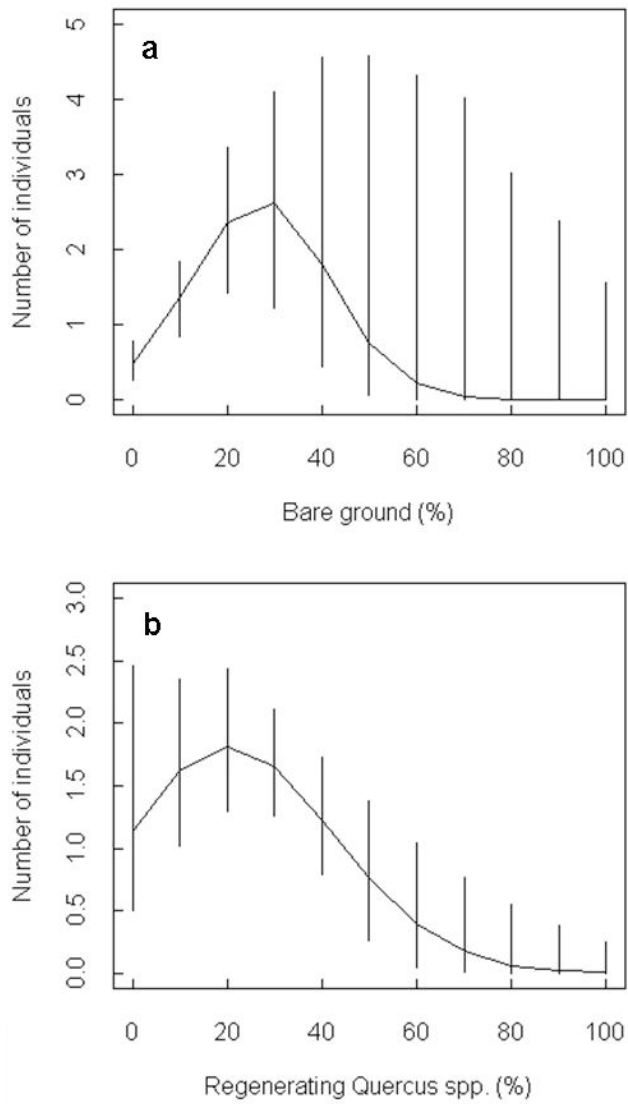 a
Number of individuals
5
4
3
2
1
0
0 20 40 60 80 100
Bare ground (%)
b
Number of individuals
3.0
2.5
2.0
1.5
1.0
0.5
0.0
0 20 40 60 80 100
Regenerating Quercus spp. (%)